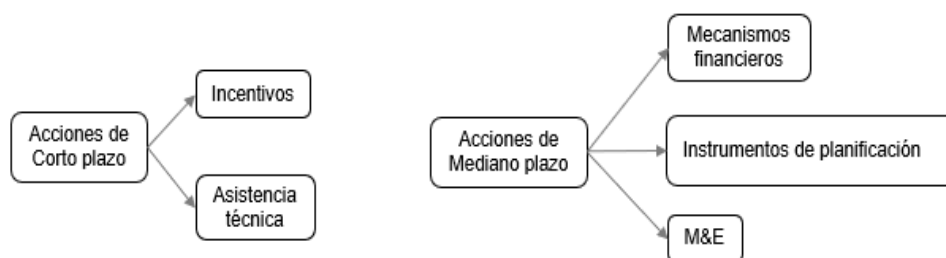 Acciones de
Corto plazo
Incentivos
Asistencia
técnica
Acciones de
Mediano plazo
Mecanismos
financieros
Instrumentos de planificación
M&E